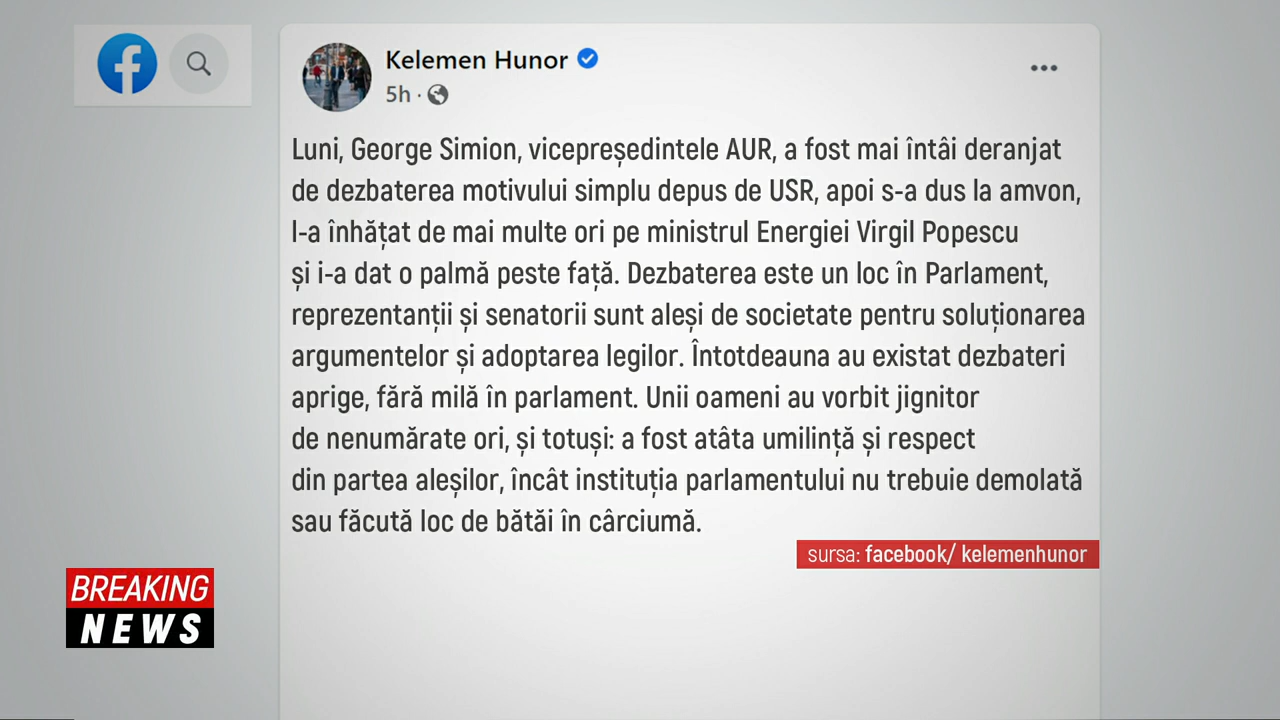 Kelemen Hunor
5h ·
Luni, George Simion, vicepreședintele AUR, a fost mai întâi deranjat
de dezbaterea motivului simplu depus de USR, apoi s-a dus la amvon,
l-a înhățat de mai multe ori pe ministrul Energiei Virgil Popescu
și i-a dat o palmă peste față. Dezbaterea este un loc în Parlament,
reprezentanții și senatorii sunt aleși de societate pentru soluționarea
argumentelor și adoptarea legilor. Întotdeauna au existat dezbateri
aprige, fără milă în parlament. Unii oameni au vorbit jignitor
de nenumărate ori, și totuși: a fost atâta umilință și respect
din partea aleșilor, încât instituția parlamentului nu trebuie demolată
sau făcută loc de bătăi în cârciumă.
sursa: facebook/ kelemenhunor
BREAKING
NEWS